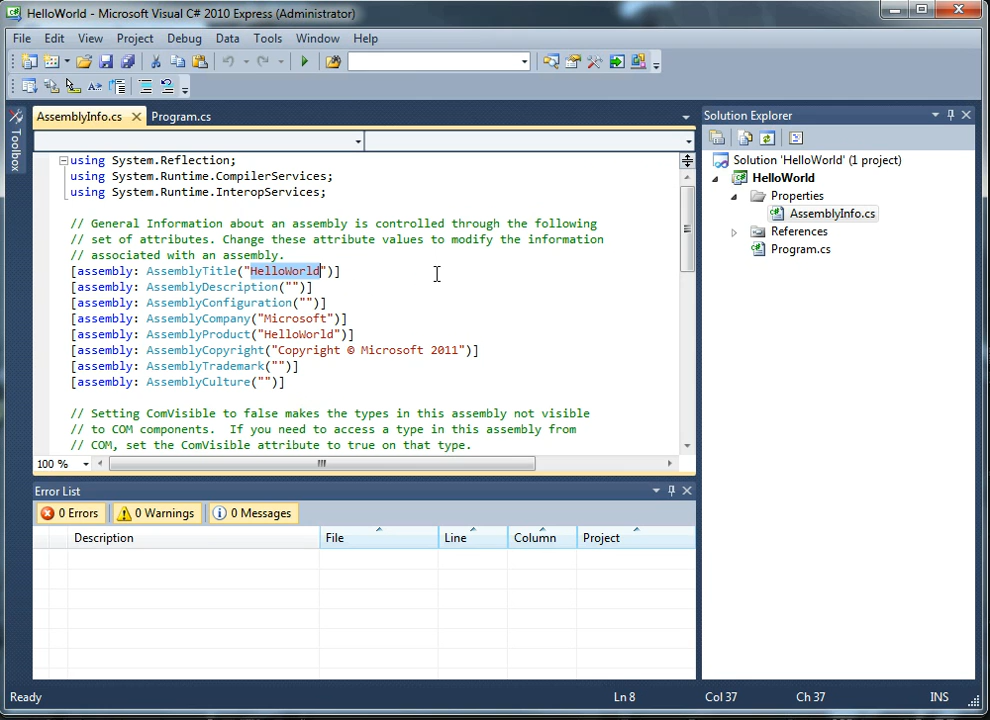 HelloWorld - Microsoft Visual C# 2010 Express (Administrator)
File Edit View Project Debug Data Tools Window Help
Toolbox
AssemblyInfo.cs Program.cs
using System.Reflection;
using System.Runtime.CompilerServices;
using System.Runtime.InteropServices;
// General Information about an assembly is controlled through the following
// set of attributes. Change these attribute values to modify the information
// associated with an assembly.
[assembly: AssemblyTitle("HelloWorld")]
[assembly: AssemblyDescription("")]
[assembly: AssemblyConfiguration("")]
[assembly: AssemblyCompany("Microsoft")]
[assembly: AssemblyProduct("HelloWorld")]
[assembly: AssemblyCopyright("Copyright © Microsoft 2011")]
[assembly: AssemblyTrademark("")]
[assembly: AssemblyCulture("")]
// Setting ComVisible to false makes the types in this assembly not visible
// to COM components.  If you need to access a type in this assembly from
// COM, set the ComVisible attribute to true on that type.
100 %
Solution Explorer
Solution 'HelloWorld' (1 project)
HelloWorld
Properties
AssemblyInfo.cs
References
Program.cs
Error List
0 Errors 0 Warnings 0 Messages
Description File Line Column Project
Ready Ln 8 Col 37 Ch 37 INS